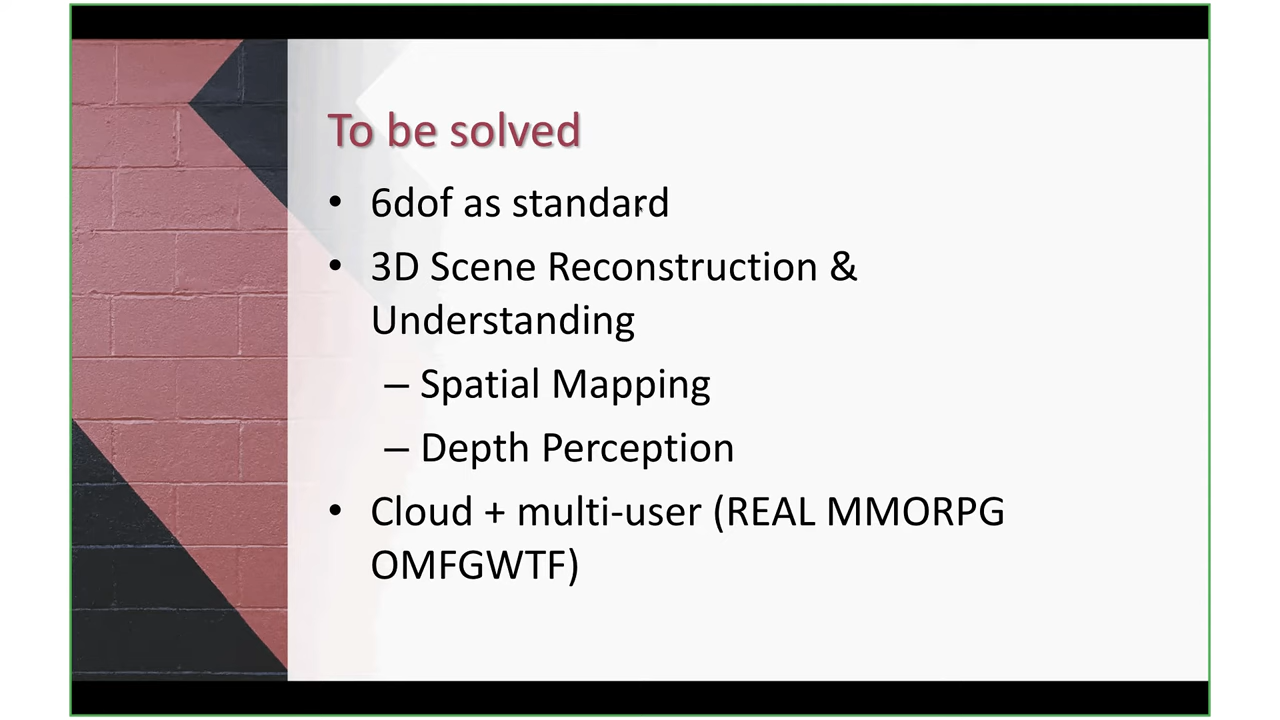 To be solved
• 6dof as standard
• 3D Scene Reconstruction &
Understanding
– Spatial Mapping
– Depth Perception
• Cloud + multi-user (REAL MMORPG
OMFGWTF)